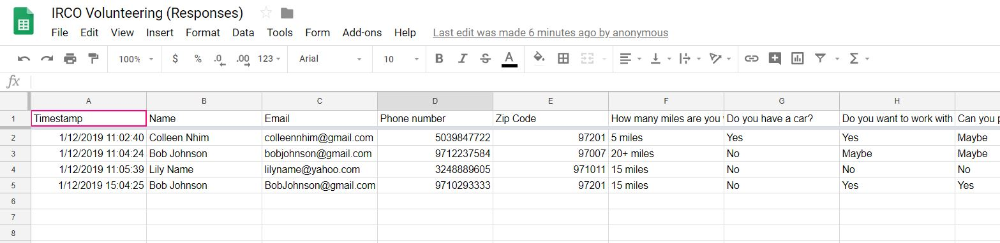 IRCO Volunteering (Responses)
File Edit View Insert Format Data Tools Form Add-ons Help Last edit was made 6 minutes ago by anonymous
100% $ % .0 .00 123 Arial 10 B I S A Σ
fx
A B C D E F G H
1 Timestamp Name Email Phone number Zip Code How many miles are you Do you have a car? Do you want to work with Can you
2 1/12/2019 11:02:40 Colleen Nhim colleennhim@gmail.com 5039847722 97201 5 miles Yes Yes Maybe
3 1/12/2019 11:04:24 Bob Johnson bobjohnson@gmail.com 9712237584 97007 20+ miles No Maybe Maybe
4 1/12/2019 11:05:39 Lily Name lilyname@yahoo.com 3248889605 971011 15 miles No No No
5 1/12/2019 15:04:25 Bob Johnson BobJohnson@gmail.com 9710293333 97201 15 miles No Yes Yes
6
7
8